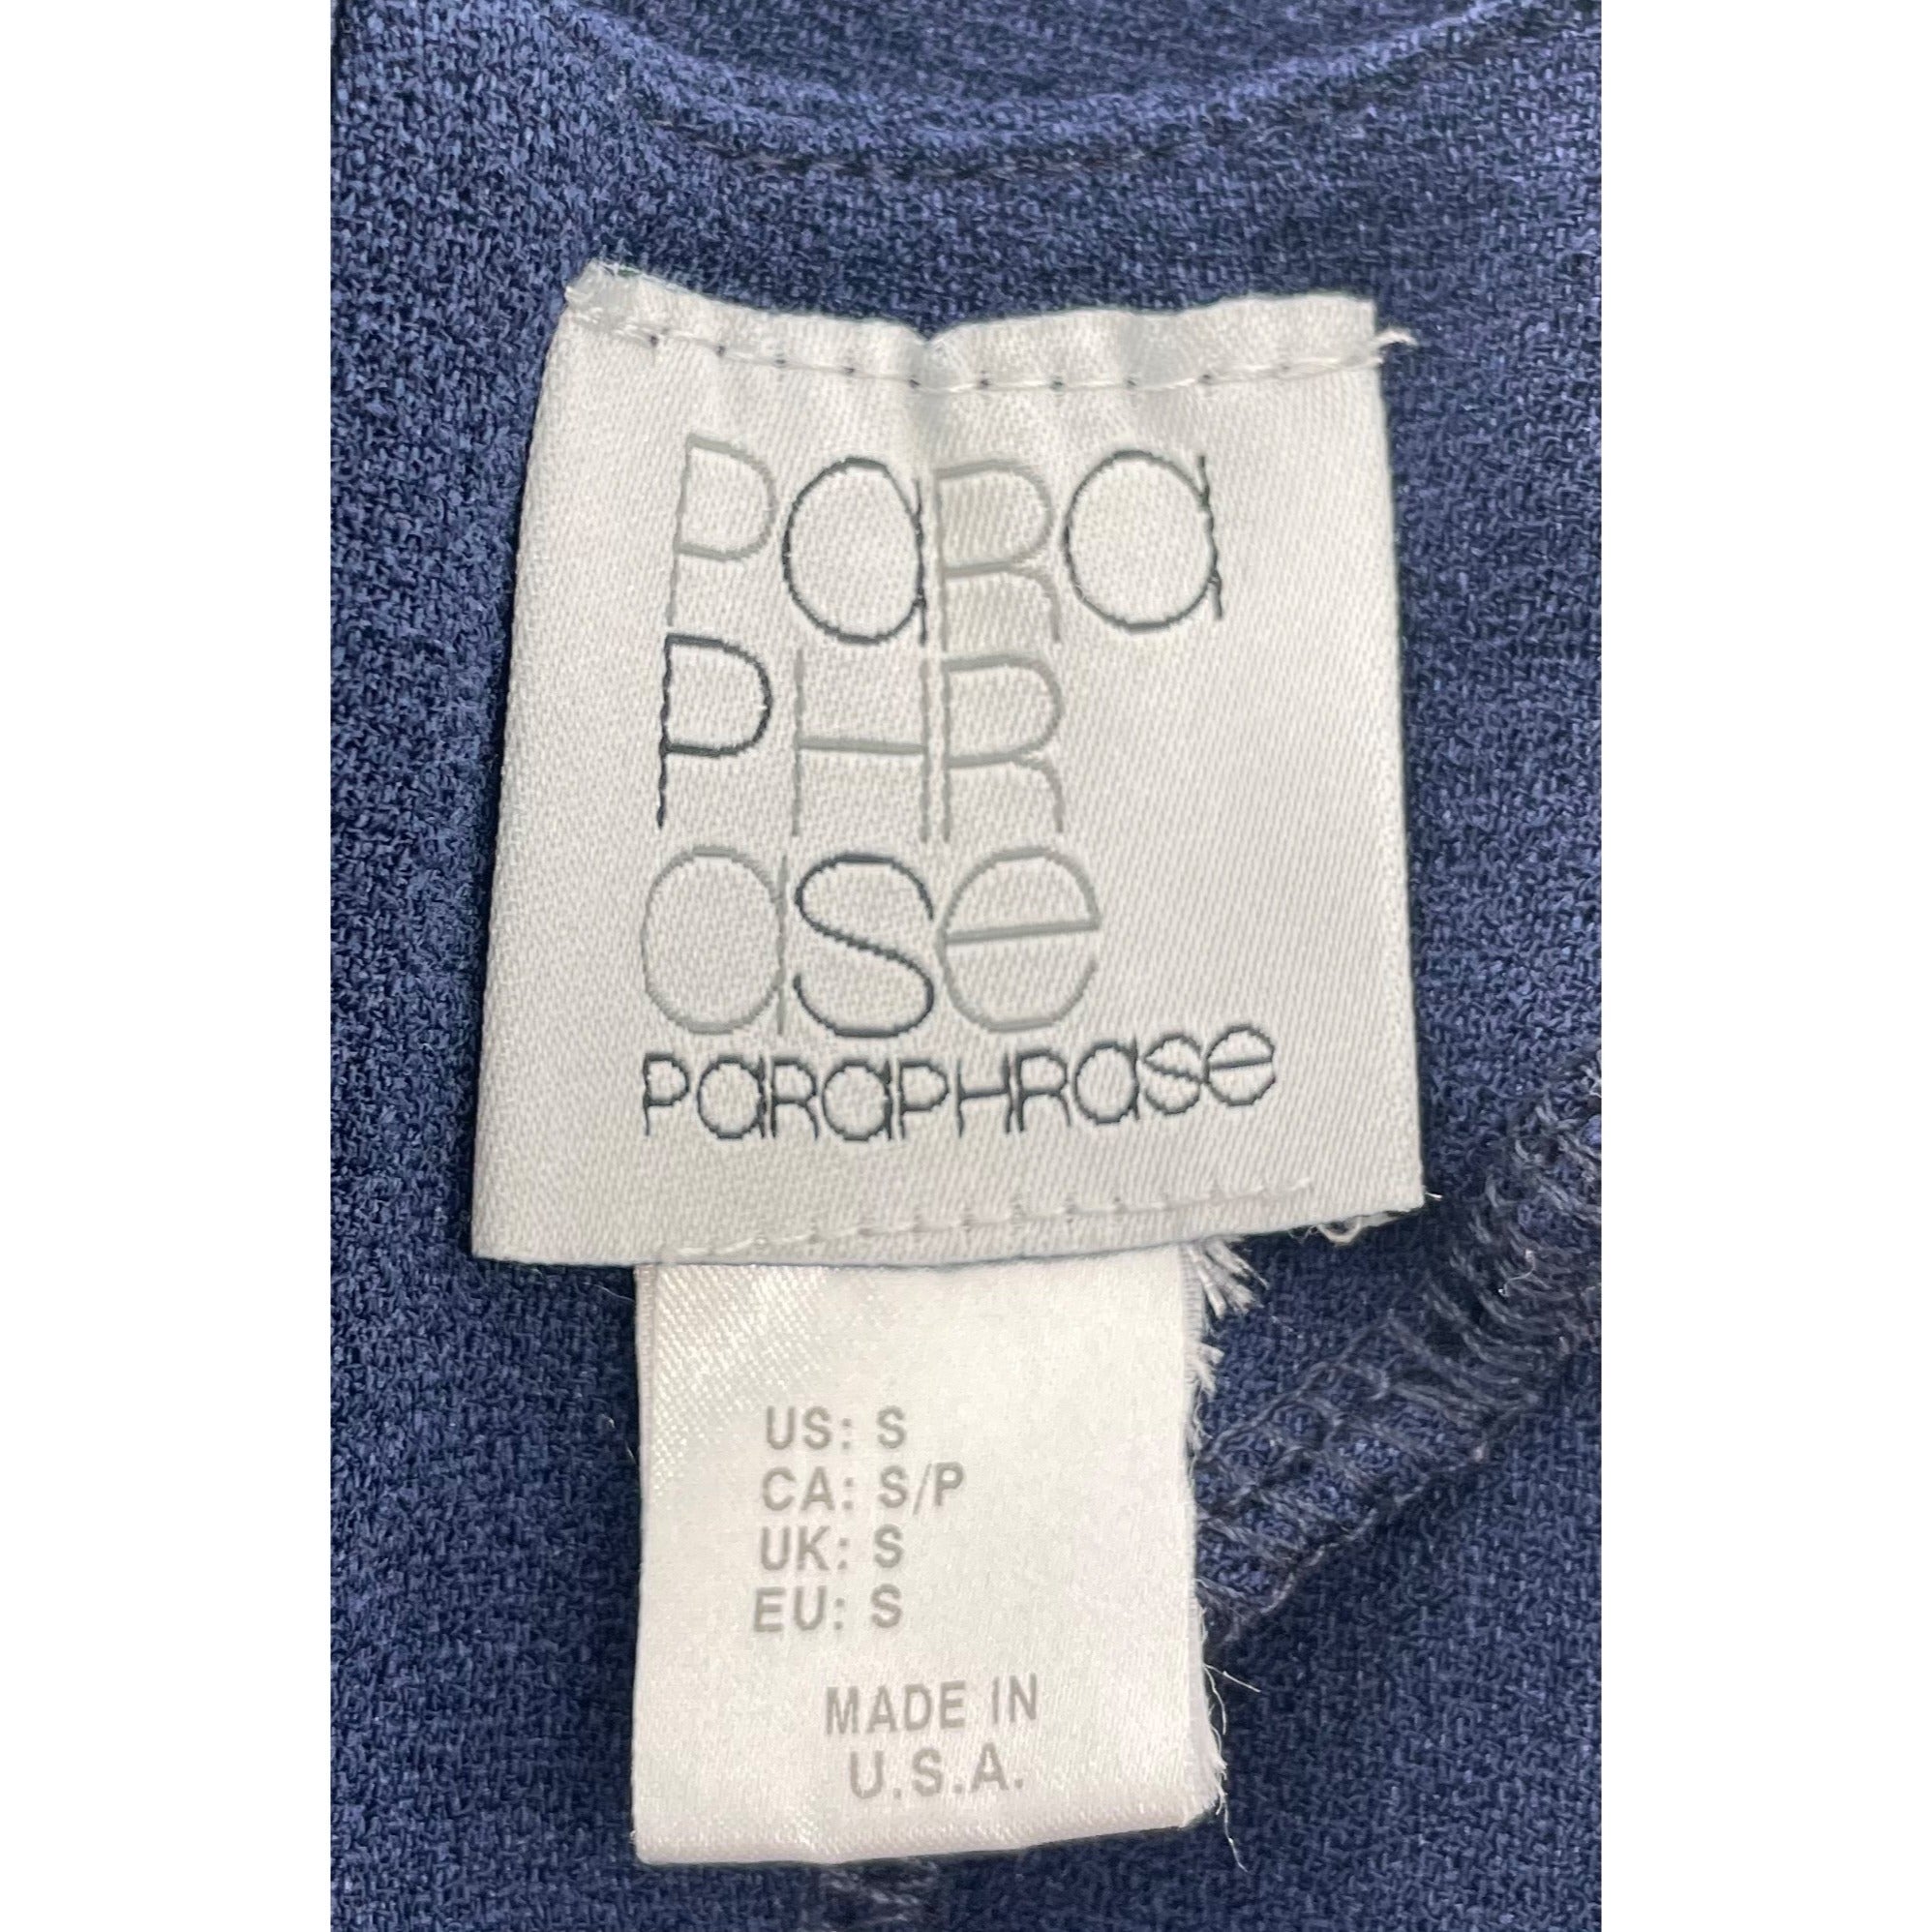 PaRa
PHR
ase
PaRaPHRase
US: S
CA: S/P
UK: S
EU: S
MADE IN
U.S.A.